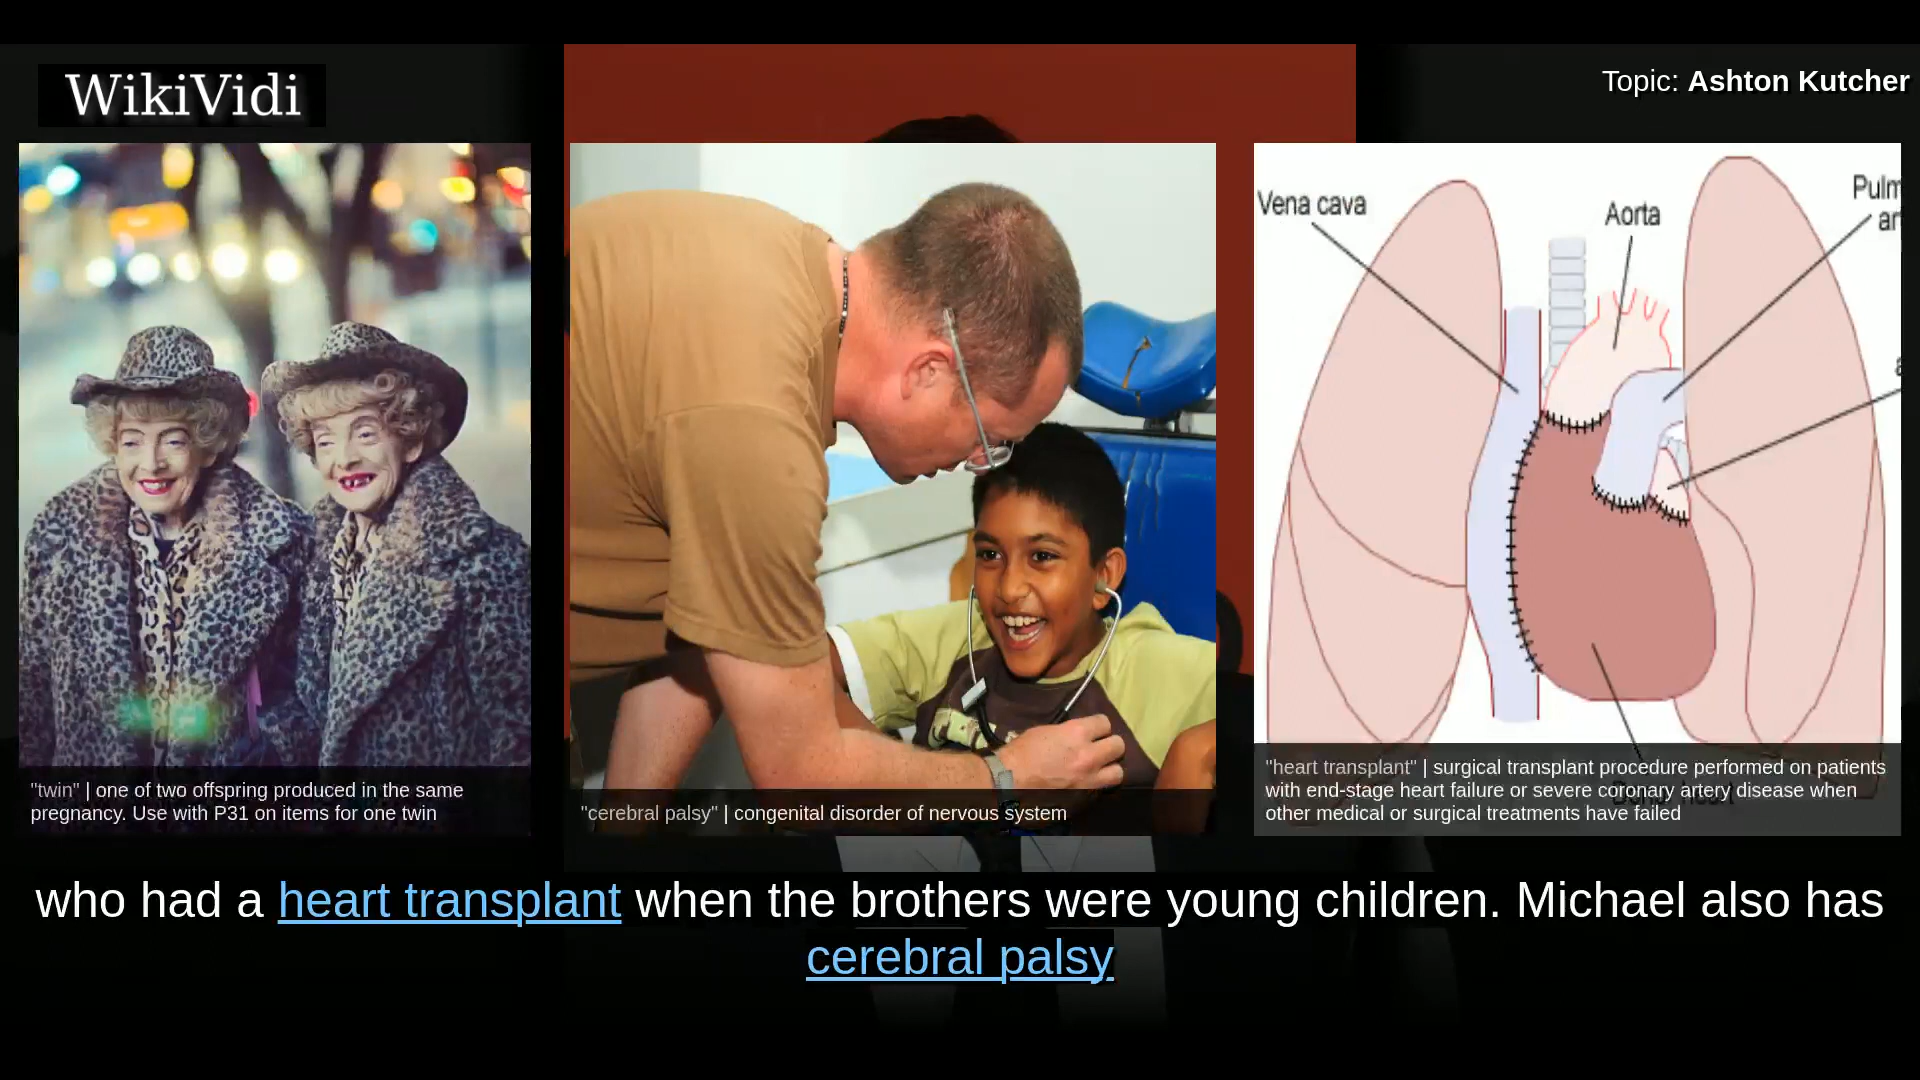 WikiVidi
Topic: Ashton Kutcher
Vena cava
Aorta
"twin" | one of two offspring produced in the same
pregnancy. Use with P31 on items for one twin
"cerebral palsy" | congenital disorder of nervous system
"heart transplant" | surgical transplant procedure performed on patients
with end-stage heart failure or severe coronary artery disease when
other medical or surgical treatments have failed
who had a heart transplant when the brothers were young children. Michael also has
cerebral palsy